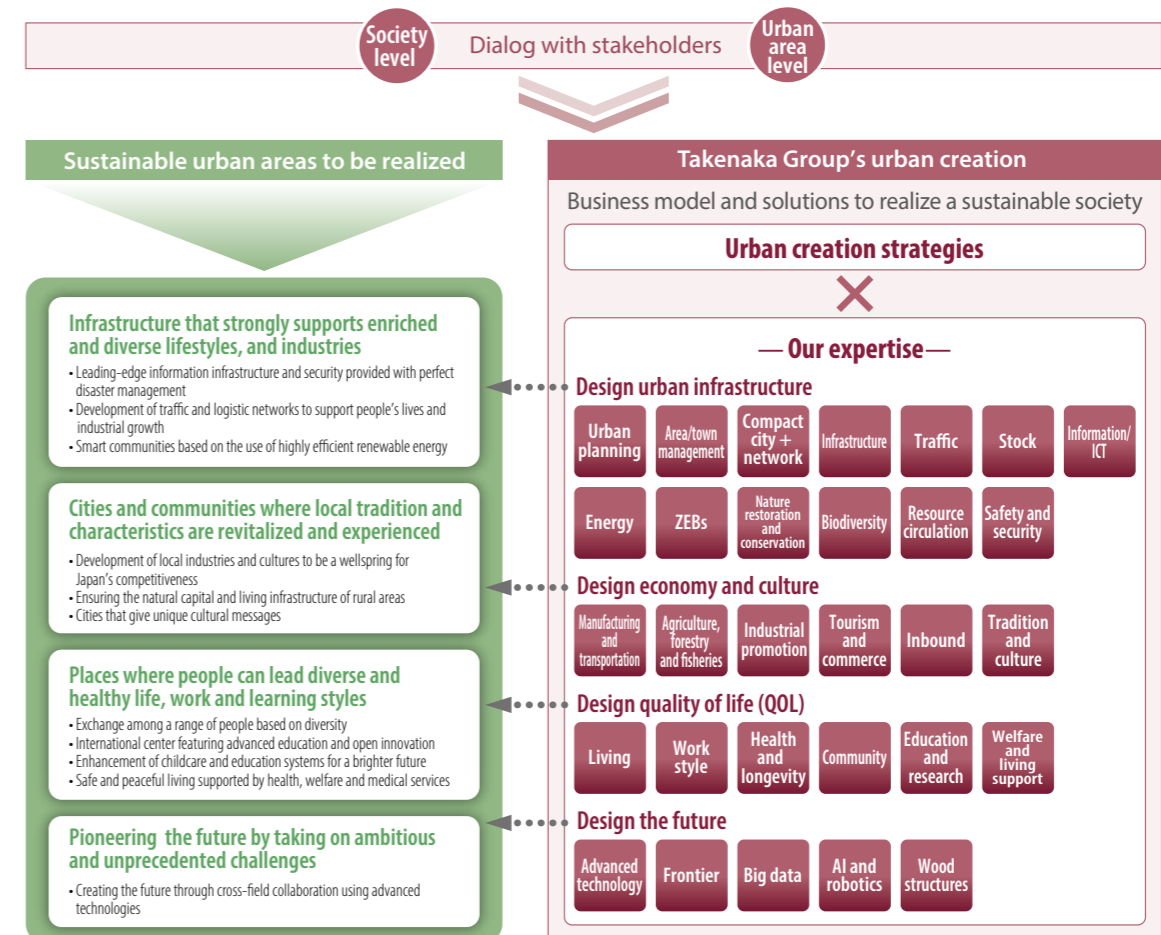 Society
level
Dialog with stakeholders
Urban
area
level
Sustainable urban areas to be realized
Infrastructure that strongly supports enriched
and diverse lifestyles, and industries
• Leading-edge information infrastructure and security provided with perfect
disaster management
• Development of traffic and logistic networks to support people's lives and
industrial growth
• Smart communities based on the use of highly efficient renewable energy
Cities and communities where local tradition and
characteristics are revitalized and experienced
• Development of local industries and cultures to be a wellspring for
Japan's competitiveness
• Ensuring the natural capital and living infrastructure of rural areas
• Cities that give unique cultural messages
Places where people can lead diverse and
healthy life, work and learning styles
• Exchange among a range of people based on diversity
• International center featuring advanced education and open innovation
• Enhancement of childcare and education systems for a brighter future
• Safe and peaceful living supported by health, welfare and medical services
Pioneering the future by taking on ambitious
and unprecedented challenges
• Creating the future through cross-field collaboration using advanced
technologies
Takenaka Group's urban creation
Business model and solutions to realize a sustainable society
Urban creation strategies
×
— Our expertise —
Design urban infrastructure
Urban
planning
Area/town
management
Compact
city +
network
Infrastructure
Traffic
Stock
Information/
ICT
Energy
ZEBs
Nature
restoration
and
conservation
Biodiversity
Resource
circulation
Safety and
security
Design economy and culture
Manufacturing
and
transportation
Agriculture,
forestry
and fisheries
Industrial
promotion
Tourism
and
commerce
Inbound
Tradition
and
culture
Design quality of life (QOL)
Living
Work
style
Health
and
longevity
Community
Education
and
research
Welfare
and
living
support
Design the future
Advanced
technology
Frontier
Big data
AI and
robotics
Wood
structures